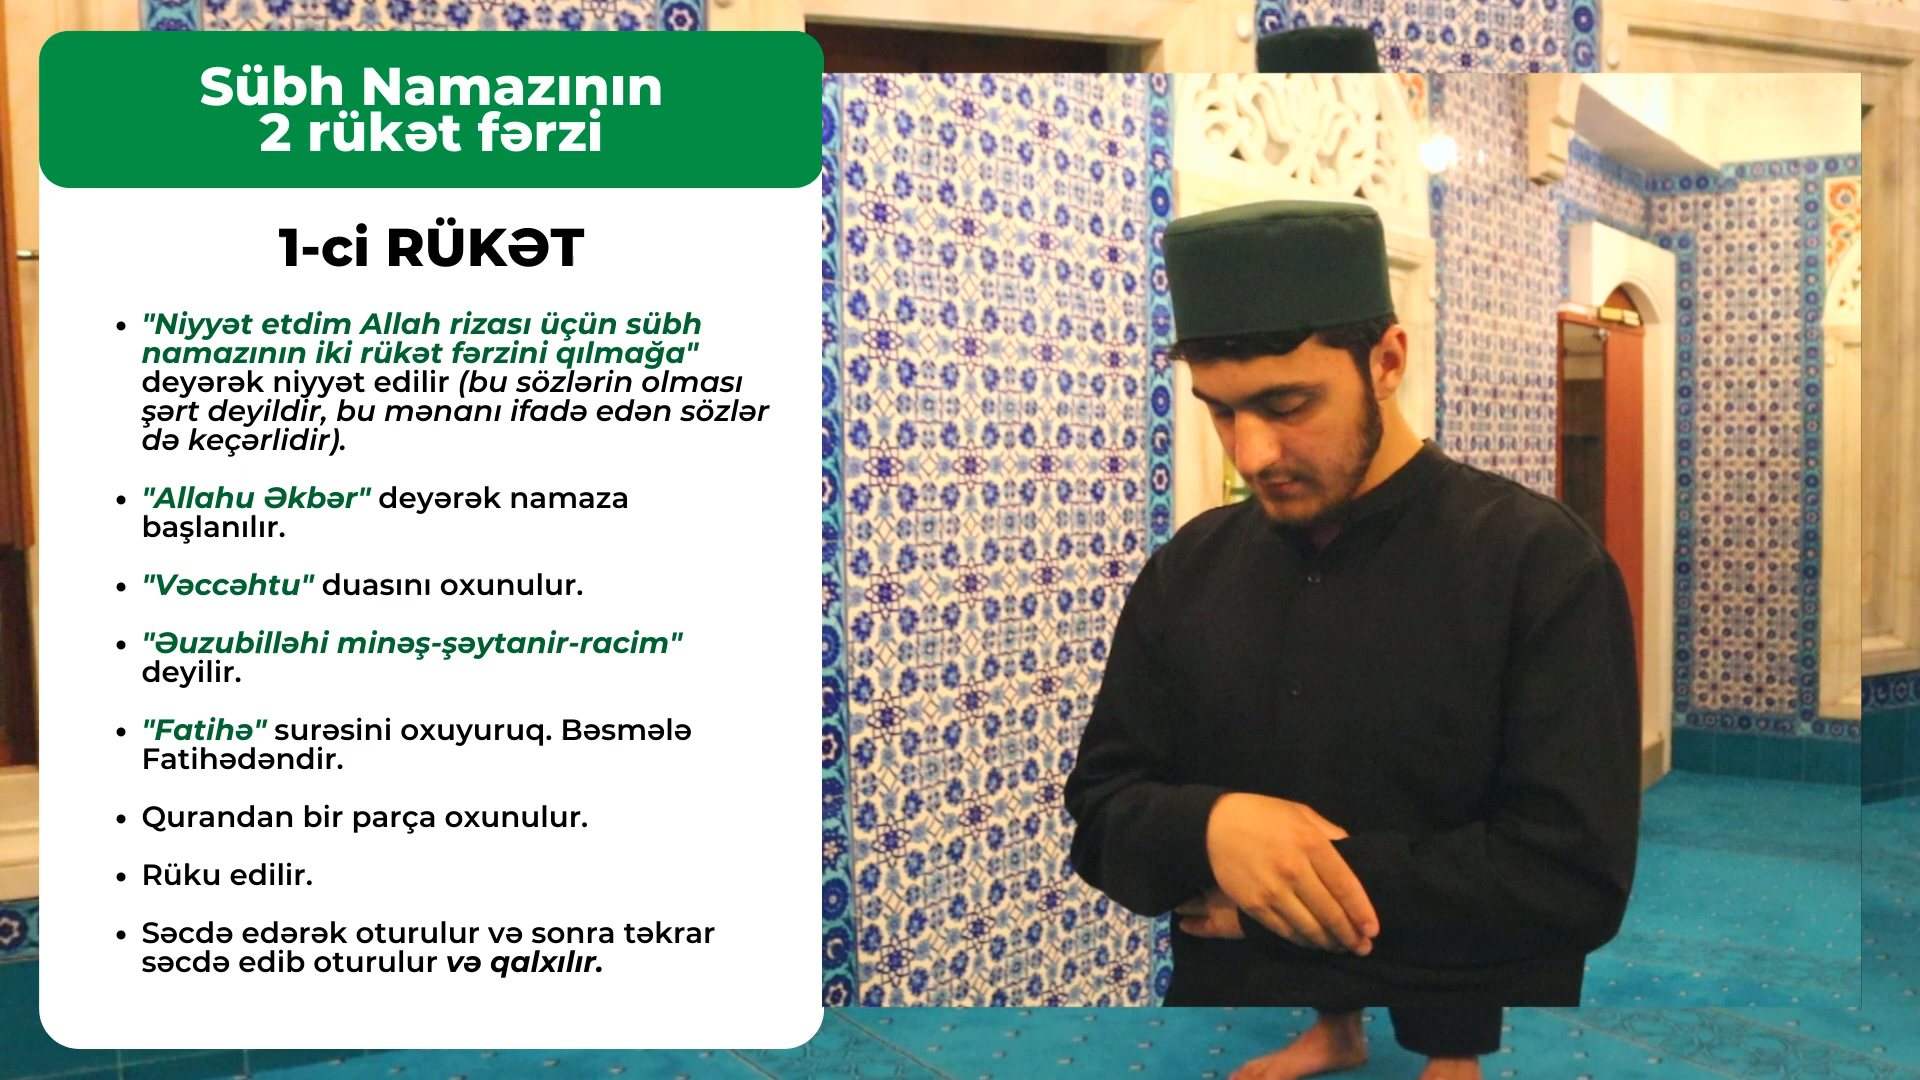 Sübh Namazının
2 rükət fərzi
1-ci RÜKƏT
• "Niyyət etdim Allah rizası üçün sübh
namazının iki rükət fərzini qılmağa"
deyərək niyyət edilir (bu sözlərin olması
şərt deyildir, bu mənanı ifadə edən sözlər
də keçərlidir).
• "Allahu Əkbər" deyərək namaza
başlanılır.
• "Vəccəhtu" duasını oxunulur.
• "Əuzubilləhi minəş-şəytanir-racim"
deyilir.
• "Fatihə" surəsini oxuyuruq. Bəsmələ
Fatihədəndir.
• Qurandan bir parça oxunulur.
• Rüku edilir.
• Səcdə edərək oturulur və sonra təkrar
səcdə edib oturulur və qalxılır.